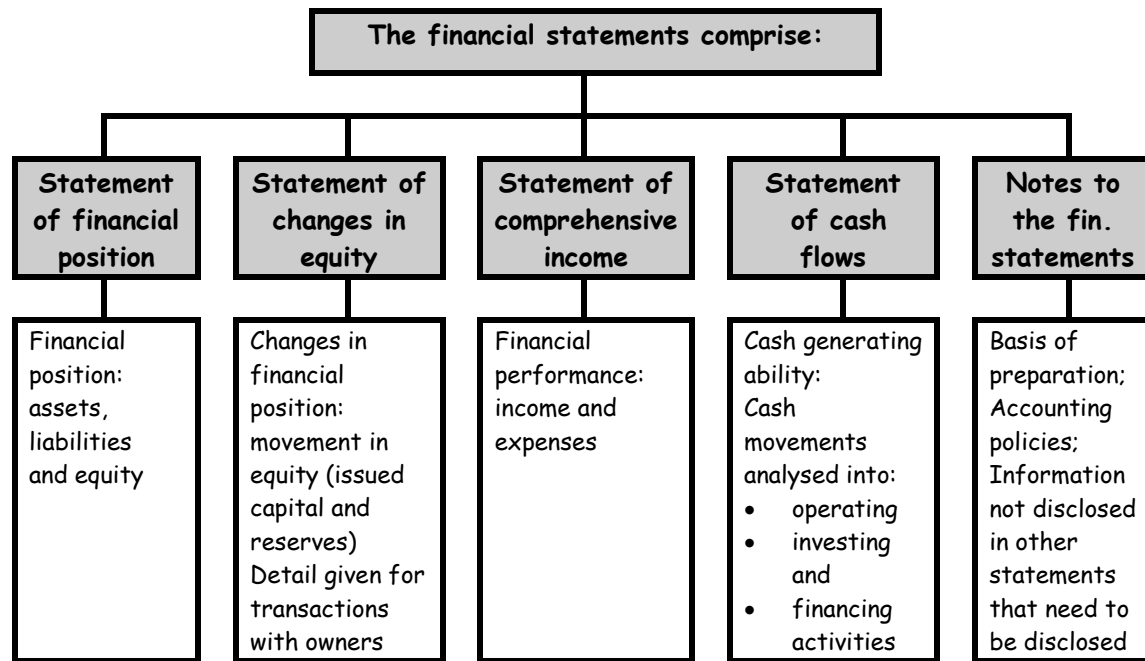 The financial statements comprise:
Statement
of financial
position
Statement of
changes in
equity
Statement of
comprehensive
income
Statement
of cash
flows
Notes to
the fin.
statements
Financial
position:
assets,
liabilities
and equity
Changes in
financial
position:
movement in
equity (issued
capital and
reserves)
Detail given for
transactions
with owners
Financial
performance:
income and
expenses
Cash generating
ability:
Cash
movements
analysed into:
• operating
• investing
and
• financing
activities
Basis of
preparation;
Accounting
policies;
Information
not disclosed
in other
statements
that need to
be disclosed